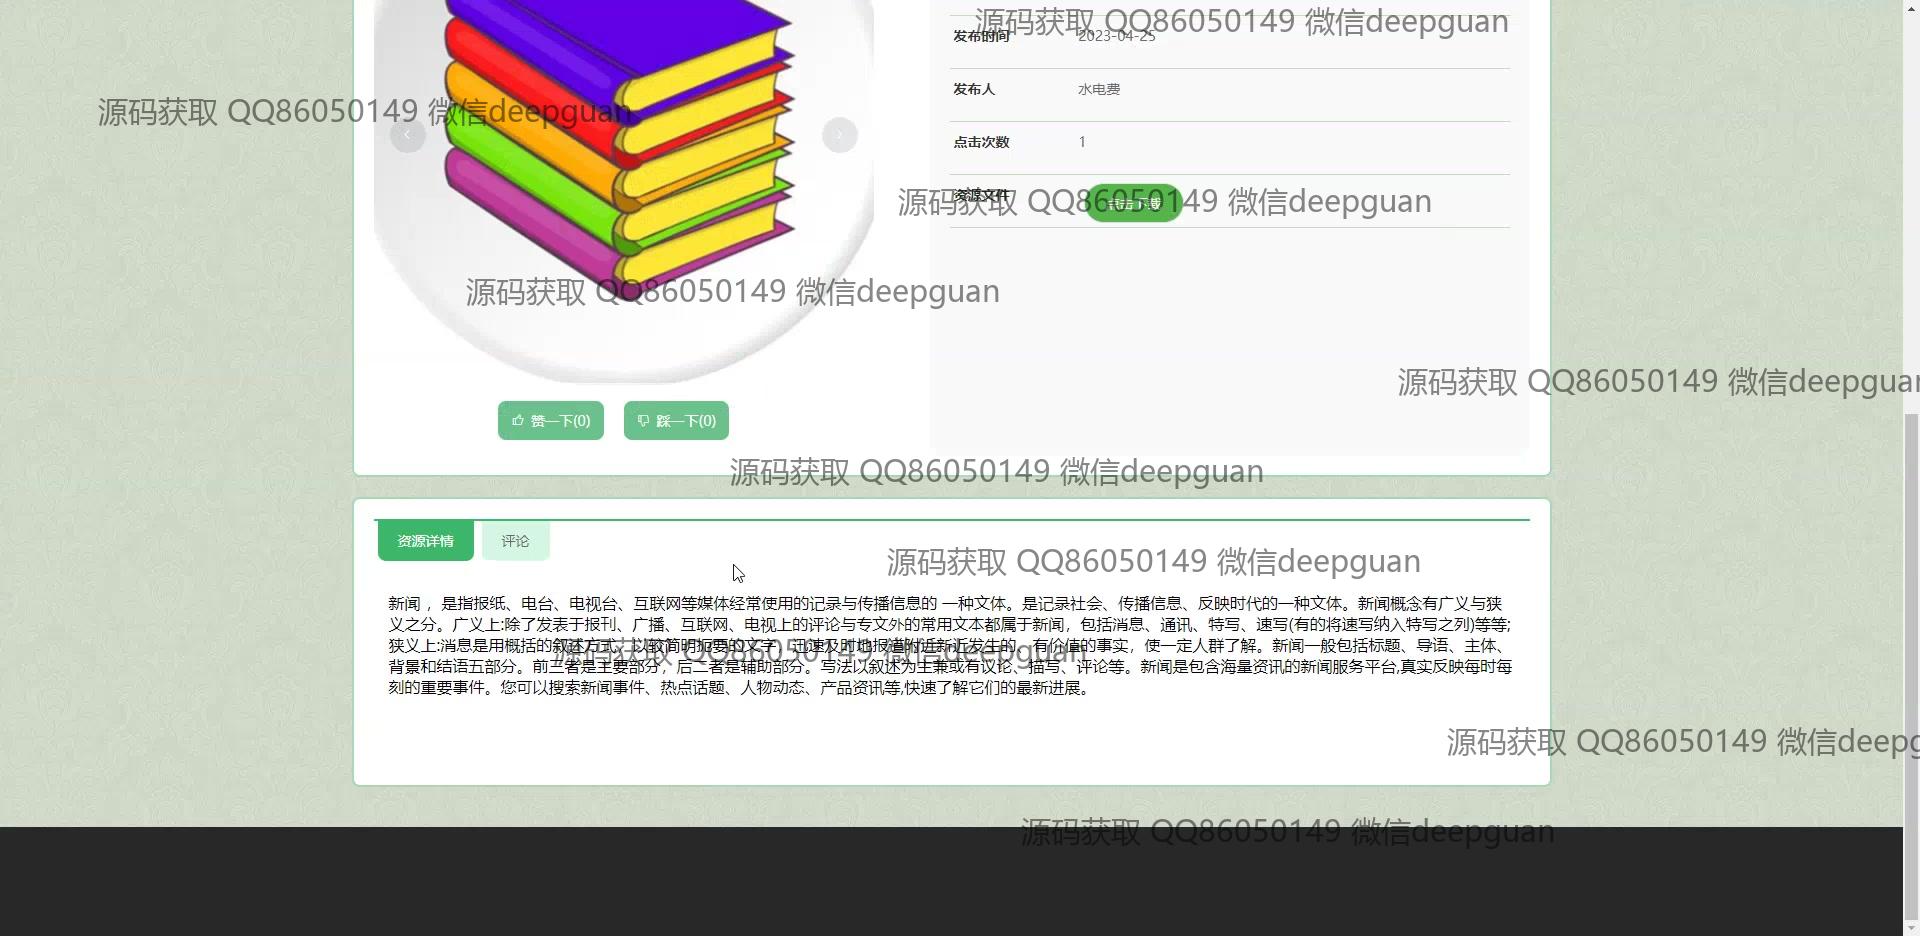 源码获取 QQ86050149 微信deepguan
发布时间 2023-04-25
发布人 水电费
源码获取 QQ86050149 微信deepguan
点击次数 1
资源文件 点击下载
源码获取 QQ86050149 微信deepguan
源码获取 QQ86050149 微信deepguan
源码获取 QQ86050149 微信deepguan
赞一下(0) 踩一下(0)
源码获取 QQ86050149 微信deepguan
资源详情 评论
源码获取 QQ86050149 微信deepguan
新闻 ，是指报纸、电台、电视台、互联网等媒体经常使用的记录与传播信息的 一种文体。是记录社会、传播信息、反映时代的一种文体。新闻概念有广义与狭
义之分。广义上:除了发表于报刊、广播、互联网、电视上的评论与专文外的常用文本都属于新闻，包括消息、通讯、特写、速写(有的将速写纳入特写之列)等等;
狭义上:消息是用概括的叙述方式，以较简明扼要的文字，迅速及时地报道附近新近发生的、有价值的事实，使一定人群了解。新闻一般包括标题、导语、主体、
源码获取 QQ86050149 微信deepguan
背景和结语五部分。前三者是主要部分，后二者是辅助部分。写法以叙述为主兼或有议论、描写、评论等。新闻是包含海量资讯的新闻服务平台,真实反映每时每
刻的重要事件。您可以搜索新闻事件、热点话题、人物动态、产品资讯等,快速了解它们的最新进展。
源码获取 QQ86050149 微信deepg
源码获取 QQ86050149 微信deepguan